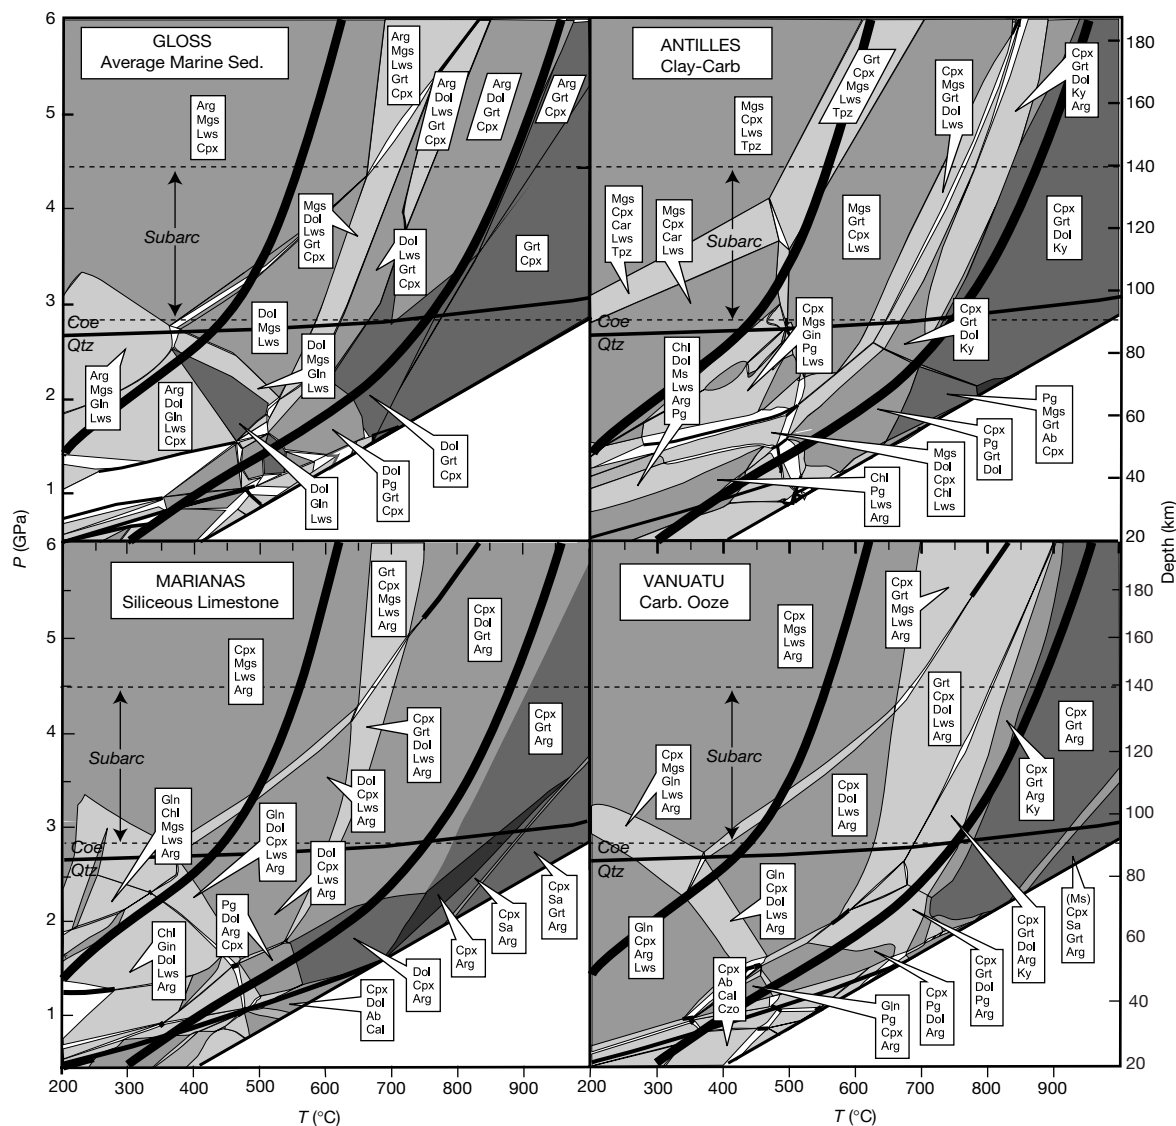 GLOSS
Average Marine Sed.
Arg
Mgs
Lws
Cpx
Arg
Mgs
Lws
Grt
Cpx
Arg
Dol
Lws
Grt
Cpx
Arg
Dol
Grt
Cpx
Arg
Grt
Cpx
Subarc
Mgs
Dol
Lws
Grt
Cpx
Dol
Lws
Grt
Cpx
Grt
Cpx
Coe
Qtz
Dol
Mgs
Lws
Dol
Mgs
Gln
Lws
Arg
Mgs
Gln
Lws
Arg
Dol
Gln
Lws
Cpx
Dol
Gln
Lws
Dol
Pg
Grt
Cpx
Dol
Grt
Cpx
6
5
4
3
2
1
P (GPa)
ANTILLES
Clay-Carb
Mgs
Cpx
Lws
Tpz
Grt
Cpx
Mgs
Lws
Tpz
Cpx
Mgs
Grt
Dol
Lws
Cpx
Grt
Dol
Ky
Arg
Mgs
Cpx
Car
Lws
Tpz
Mgs
Cpx
Car
Lws
Subarc
Mgs
Grt
Cpx
Lws
Cpx
Grt
Dol
Ky
Coe
Qtz
Chl
Dol
Ms
Lws
Arg
Pg
Cpx
Mgs
Gin
Pg
Lws
Cpx
Grt
Dol
Ky
Pg
Mgs
Grt
Ab
Cpx
Cpx
Pg
Grt
Dol
Mgs
Dol
Cpx
Chl
Lws
Chl
Pg
Lws
Arg
180
160
140
120
100
80
60
40
20
Depth (km)
MARIANAS
Siliceous Limestone
Cpx
Mgs
Lws
Arg
Grt
Cpx
Mgs
Lws
Arg
Cpx
Dol
Grt
Arg
Subarc
Cpx
Grt
Dol
Lws
Arg
Cpx
Grt
Arg
Dol
Cpx
Lws
Arg
Gln
Chl
Mgs
Lws
Arg
Gln
Dol
Cpx
Lws
Arg
Coe
Qtz
Dol
Cpx
Lws
Arg
Pg
Dol
Arg
Cpx
Chl
Gin
Dol
Lws
Arg
Cpx
Dol
Ab
Cal
Dol
Cpx
Arg
Cpx
Arg
Cpx
Sa
Arg
Cpx
Sa
Grt
Arg
6
5
4
3
2
1
200
300
400
500
600
700
800
900
T (°C)
VANUATU
Carb. Ooze
Cpx
Mgs
Lws
Arg
Cpx
Grt
Mgs
Lws
Arg
Grt
Cpx
Dol
Lws
Arg
Cpx
Grt
Arg
Subarc
Cpx
Mgs
Gln
Lws
Arg
Cpx
Dol
Lws
Arg
Cpx
Grt
Arg
Ky
Coe
Qtz
Gln
Cpx
Dol
Lws
Arg
Gln
Cpx
Arg
Lws
Cpx
Ab
Cal
Czo
Gln
Pg
Cpx
Arg
Cpx
Pg
Dol
Arg
Cpx
Grt
Dol
Pg
Arg
Cpx
Grt
Dol
Arg
Ky
(Ms)
Cpx
Sa
Grt
Arg
180
160
140
120
100
80
60
40
20
200
300
400
500
600
700
800
900
T (°C)